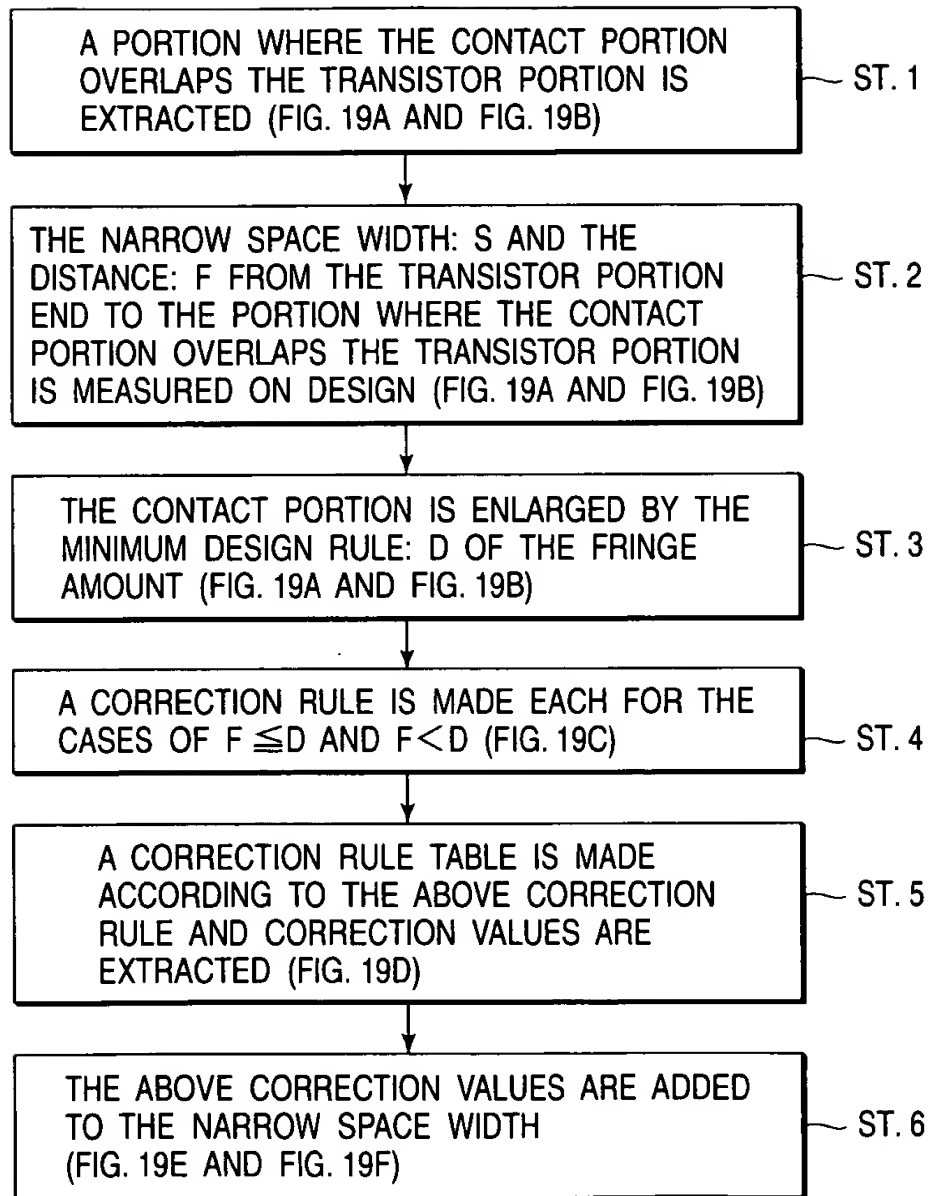 A PORTION WHERE THE CONTACT PORTION
OVERLAPS THE TRANSISTOR PORTION IS
EXTRACTED (FIG. 19A AND FIG. 19B)
ST. 1
THE NARROW SPACE WIDTH: S AND THE
DISTANCE: F FROM THE TRANSISTOR PORTION
END TO THE PORTION WHERE THE CONTACT
PORTION OVERLAPS THE TRANSISTOR PORTION
IS MEASURED ON DESIGN (FIG. 19A AND FIG. 19B)
ST. 2
THE CONTACT PORTION IS ENLARGED BY THE
MINIMUM DESIGN RULE: D OF THE FRINGE
AMOUNT (FIG. 19A AND FIG. 19B)
ST. 3
A CORRECTION RULE IS MADE EACH FOR THE
CASES OF F ≦D AND F<D (FIG. 19C)
ST. 4
A CORRECTION RULE TABLE IS MADE
ACCORDING TO THE ABOVE CORRECTION
RULE AND CORRECTION VALUES ARE
EXTRACTED (FIG. 19D)
ST. 5
THE ABOVE CORRECTION VALUES ARE ADDED
TO THE NARROW SPACE WIDTH
(FIG. 19E AND FIG. 19F)
ST. 6